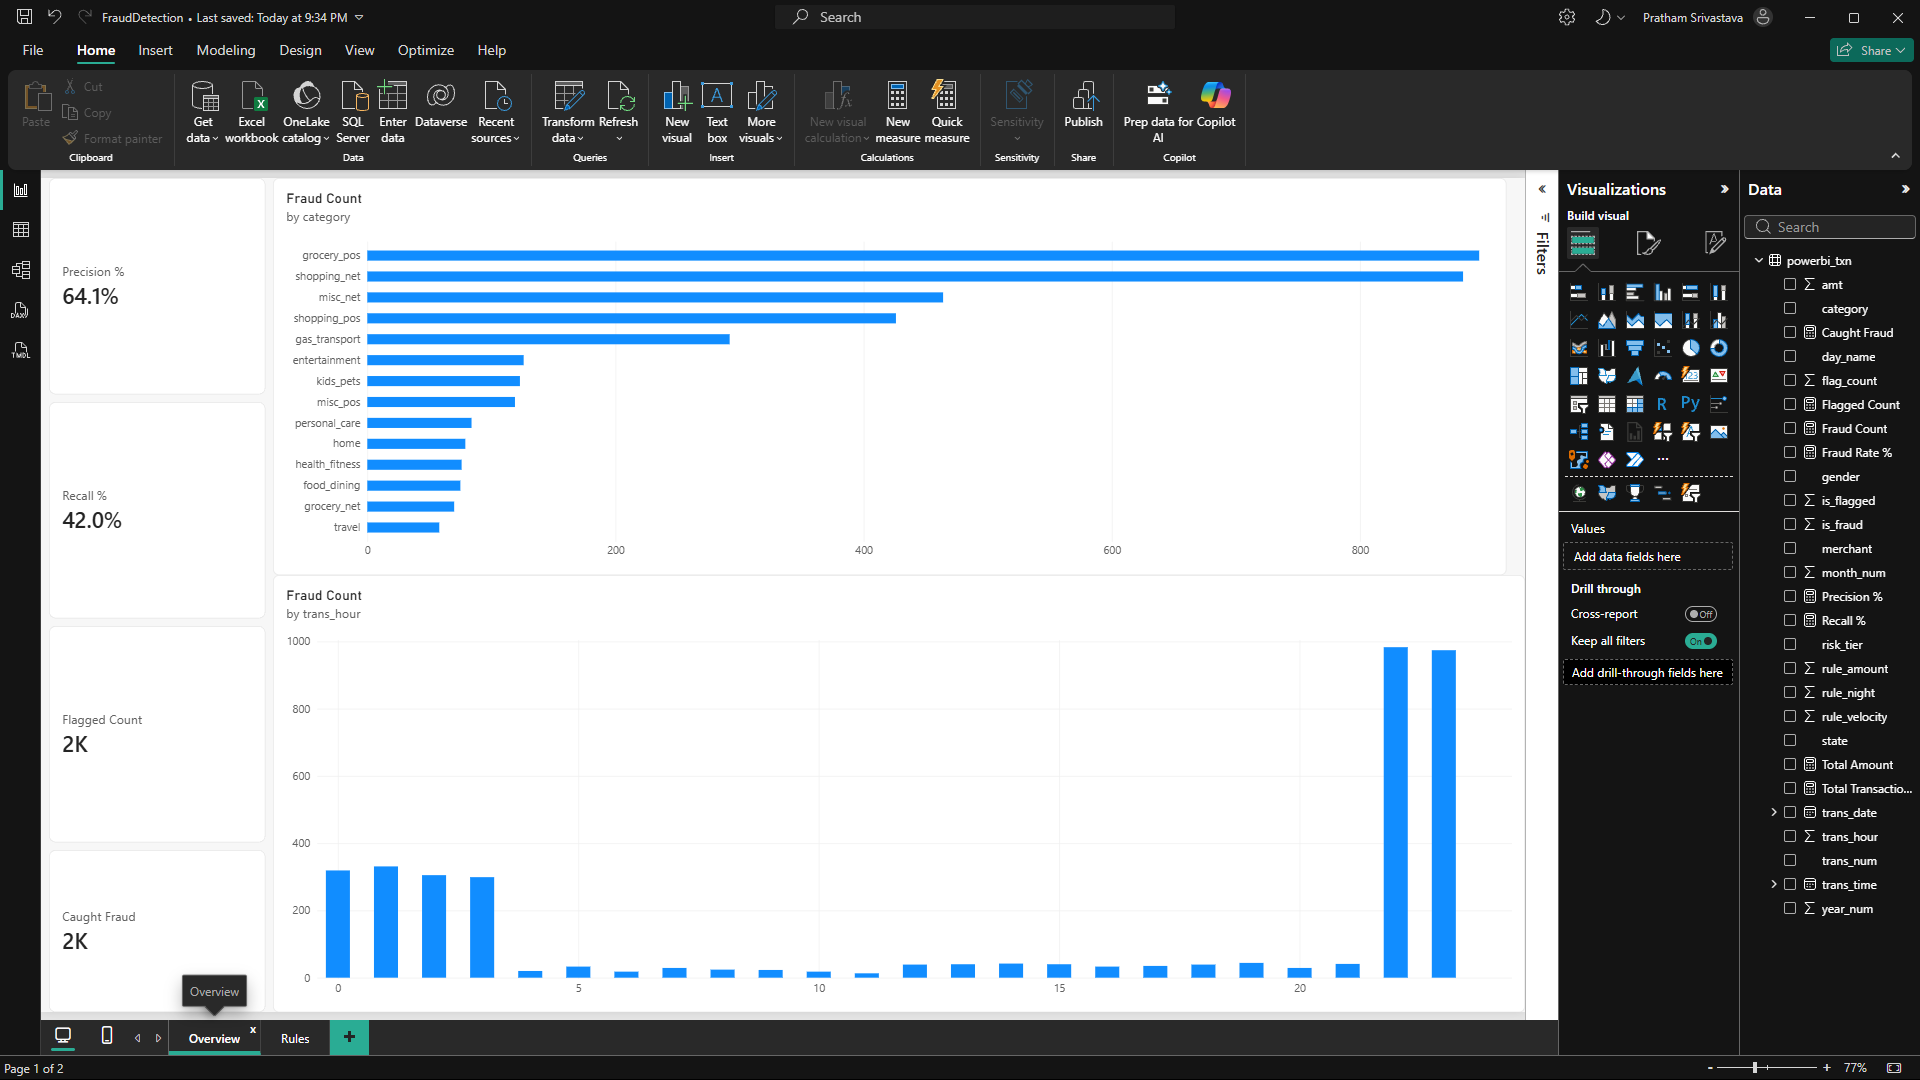 FraudDetection • Last saved: Today at 9:34 PM
Search
Pratham Srivastava
File
Home
Insert
Modeling
Design
View
Optimize
Help
Share
Paste
Cut
Copy
Format painter
Clipboard
Get data
Excel workbook
OneLake catalog
SQL Server
Enter data
Dataverse
Recent sources
Data
Transform data
Refresh
Queries
New visual
Text box
More visuals
Insert
New visual calculation
New measure
Quick measure
Calculations
Sensitivity
Sensitivity
Publish
Share
Prep data for AI
Copilot
Copilot
DAX
TMDL
Precision %
64.1%
Recall %
42.0%
Flagged Count
2K
Caught Fraud
2K
Fraud Count
by category
grocery_pos
shopping_net
misc_net
shopping_pos
gas_transport
entertainment
kids_pets
misc_pos
personal_care
home
health_fitness
food_dining
grocery_net
travel
0 200 400 600 800
Fraud Count
by trans_hour
1000
800
600
400
200
0
0 5 10 15 20
Filters
Visualizations
Build visual
123
R
Py
Values
Add data fields here
Drill through
Cross-report
Off
Keep all filters
On
Add drill-through fields here
Data
Search
powerbi_txn
amt
category
Caught Fraud
day_name
flag_count
Flagged Count
Fraud Count
Fraud Rate %
gender
is_flagged
is_fraud
merchant
month_num
Precision %
Recall %
risk_tier
rule_amount
rule_night
rule_velocity
state
Total Amount
Total Transactio...
trans_date
trans_hour
trans_num
trans_time
year_num
Overview
Overview
x
Rules
+
Page 1 of 2
- + 77%